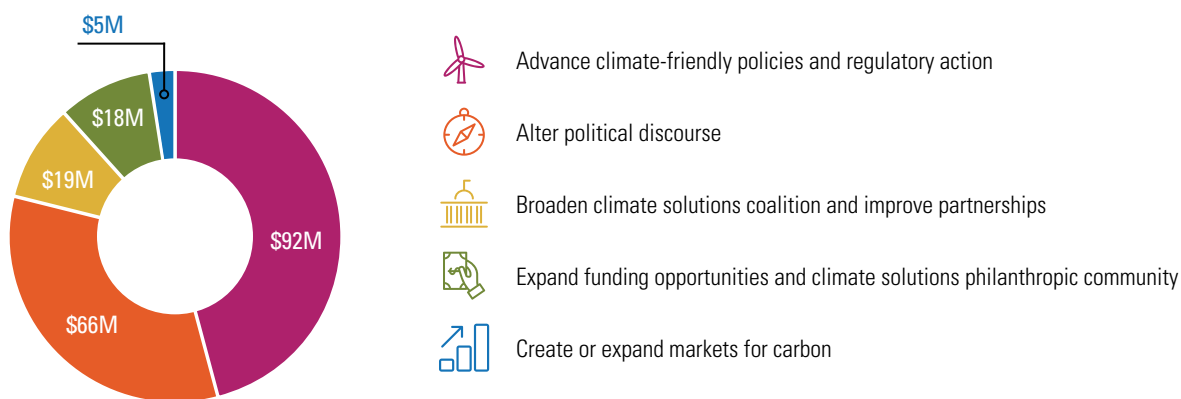 $5M
$18M
$19M
$92M
$66M
Advance climate-friendly policies and regulatory action
Alter political discourse
Broaden climate solutions coalition and improve partnerships
Expand funding opportunities and climate solutions philanthropic community
Create or expand markets for carbon